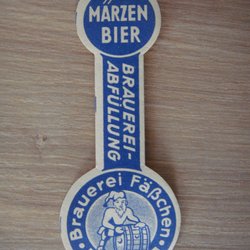 MÄRZEN
BIER
BRAUEREI-
ABFÜLLUNG
· Brauerei Fäßchen ·